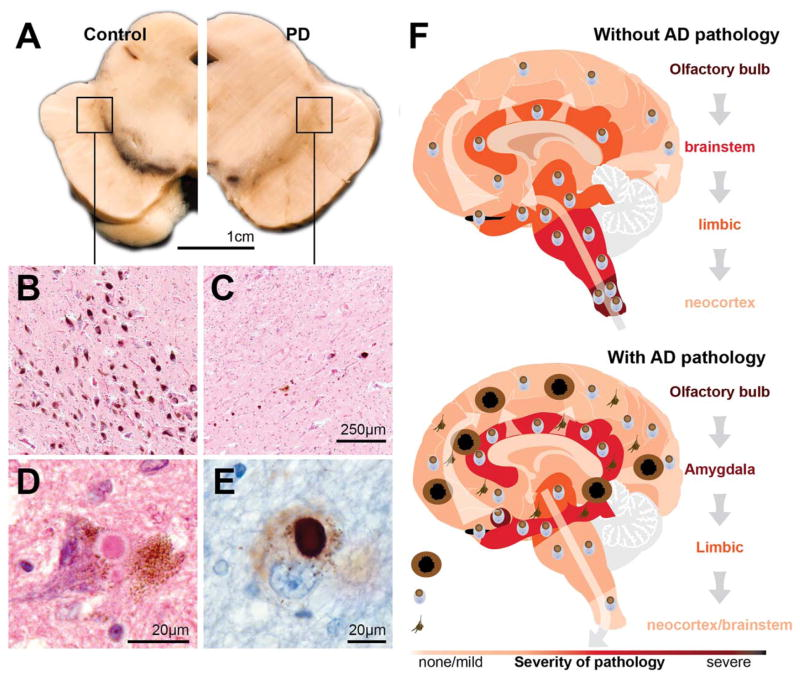 A
Control
PD
1cm
B
C
250μm
D
20μm
E
20μm
F
Without AD pathology
Olfactory bulb
brainstem
limbic
neocortex
With AD pathology
Olfactory bulb
Amygdala
Limbic
neocortex/brainstem
none/mild
Severity of pathology
severe